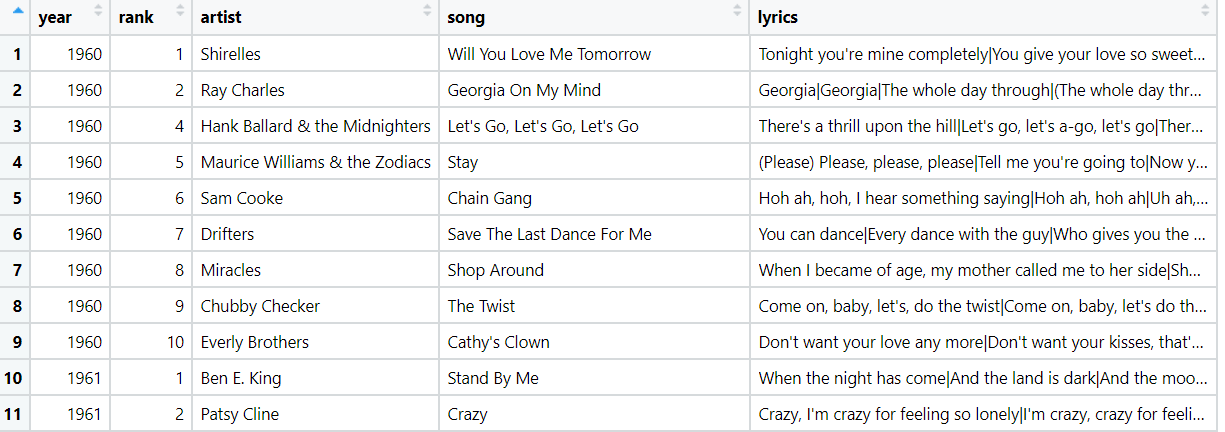 year rank artist song lyrics
1 1960 1 Shirelles Will You Love Me Tomorrow Tonight you're mine completely|You give your love so sweet...
2 1960 2 Ray Charles Georgia On My Mind Georgia|Georgia|The whole day through|(The whole day thr...
3 1960 4 Hank Ballard & the Midnighters Let's Go, Let's Go, Let's Go There's a thrill upon the hill|Let's go, let's a-go, let's go|Ther...
4 1960 5 Maurice Williams & the Zodiacs Stay (Please) Please, please, please|Tell me you're going to|Now y...
5 1960 6 Sam Cooke Chain Gang Hoh ah, hoh, I hear something saying|Hoh ah, hoh ah|Uh ah,...
6 1960 7 Drifters Save The Last Dance For Me You can dance|Every dance with the guy|Who gives you the ...
7 1960 8 Miracles Shop Around When I became of age, my mother called me to her side|Sh...
8 1960 9 Chubby Checker The Twist Come on, baby, let's, do the twist|Come on, baby, let's do th...
9 1960 10 Everly Brothers Cathy's Clown Don't want your love any more|Don't want your kisses, that'...
10 1961 1 Ben E. King Stand By Me When the night has come|And the land is dark|And the moo...
11 1961 2 Patsy Cline Crazy Crazy, I'm crazy for feeling so lonely|I'm crazy, crazy for feeli...